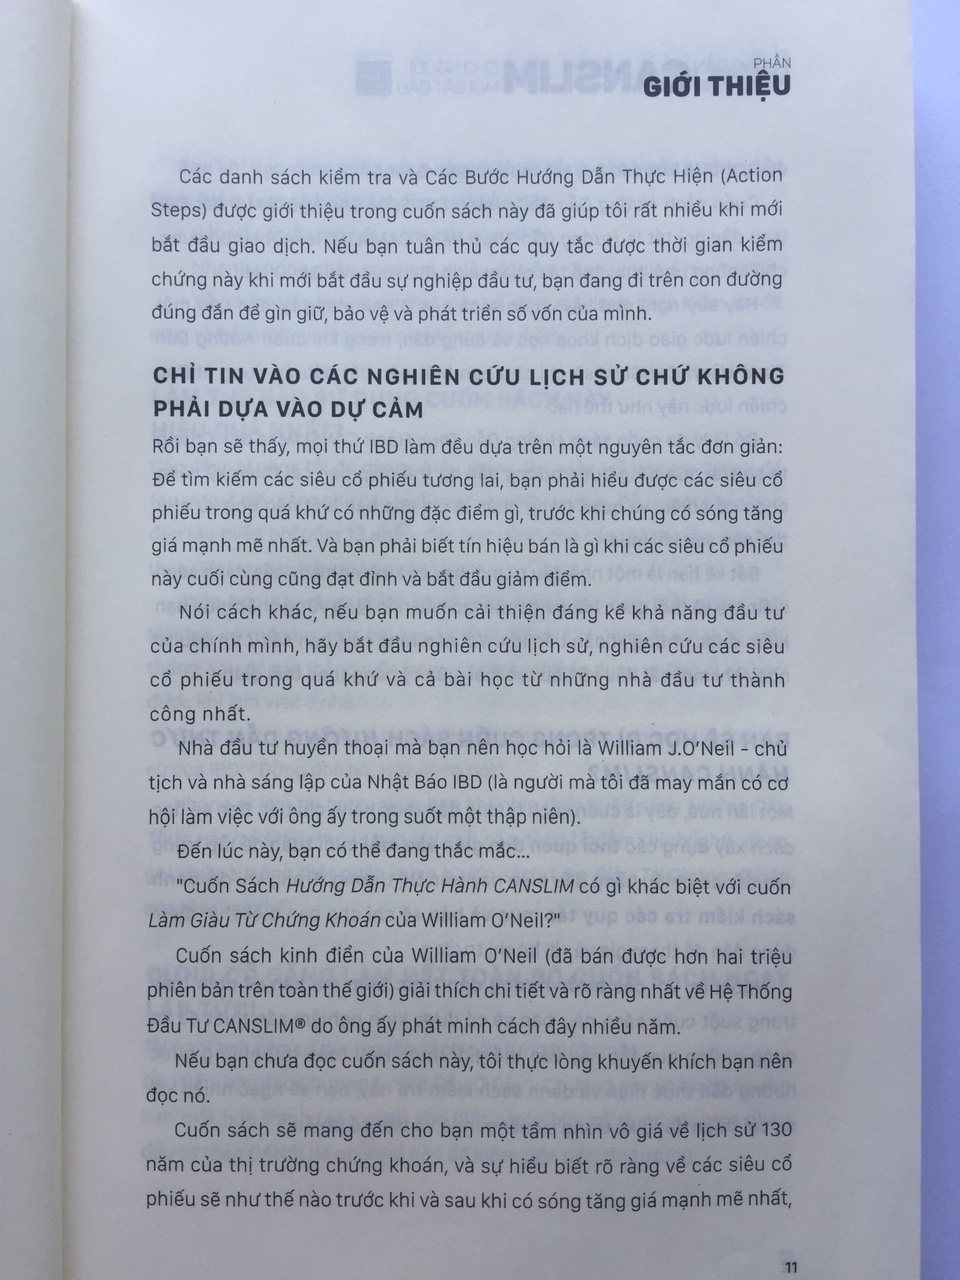 PHẦN
GIỚI THIỆU
Các danh sách kiểm tra và Các Bước Hướng Dẫn Thực Hiện (Action
Steps) được giới thiệu trong cuốn sách này đã giúp tôi rất nhiều khi mới
bắt đầu giao dịch. Nếu bạn tuân thủ các quy tắc được thời gian kiểm
chứng này khi mới bắt đầu sự nghiệp đầu tư, bạn đang đi trên con đường
đúng đắn để gìn giữ, bảo vệ và phát triển số vốn của mình.
CHỈ TIN VÀO CÁC NGHIÊN CỨU LỊCH SỬ CHỨ KHÔNG
PHẢI DỰA VÀO DỰ CẢM
Rồi bạn sẽ thấy, mọi thứ IBD làm đều dựa trên một nguyên tắc đơn giản:
Để tìm kiếm các siêu cổ phiếu tương lai, bạn phải hiểu được các siêu cổ
phiếu trong quá khứ có những đặc điểm gì, trước khi chúng có sóng tăng
giá mạnh mẽ nhất. Và bạn phải biết tín hiệu bán là gì khi các siêu cổ phiếu
này cuối cùng cũng đạt đỉnh và bắt đầu giảm điểm.
Nói cách khác, nếu bạn muốn cải thiện đáng kể khả năng đầu tư
của chính mình, hãy bắt đầu nghiên cứu lịch sử, nghiên cứu các siêu
cổ phiếu trong quá khứ và cả bài học từ những nhà đầu tư thành
công nhất.
Nhà đầu tư huyền thoại mà bạn nên học hỏi là William J.O'Neil - chủ
tịch và nhà sáng lập của Nhật Báo IBD (là người mà tôi đã may mắn có cơ
hội làm việc với ông ấy trong suốt một thập niên).
Đến lúc này, bạn có thể đang thắc mắc...
"Cuốn Sách Hướng Dẫn Thực Hành CANSLIM có gì khác biệt với cuốn
Làm Giàu Từ Chứng Khoán của William O'Neil?"
Cuốn sách kinh điển của William O'Neil (đã bán được hơn hai triệu
phiên bản trên toàn thế giới) giải thích chi tiết và rõ ràng nhất về Hệ Thống
Đầu Tư CANSLIM® do ông ấy phát minh cách đây nhiều năm.
Nếu bạn chưa đọc cuốn sách này, tôi thực lòng khuyến khích bạn nên
đọc nó.
Cuốn sách sẽ mang đến cho bạn một tầm nhìn vô giá về lịch sử 130
năm của thị trường chứng khoán, và sự hiểu biết rõ ràng về các siêu cổ
phiếu sẽ như thế nào trước khi và sau khi có sóng tăng giá mạnh mẽ nhất,
11